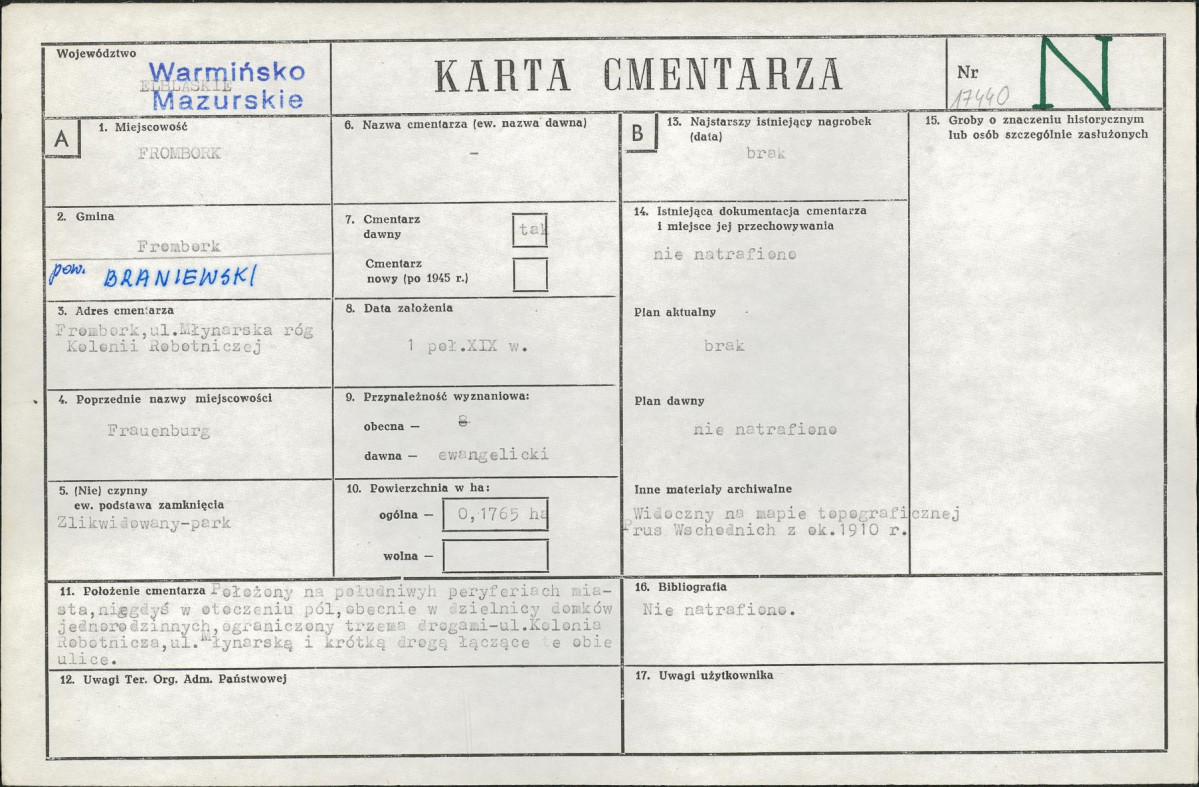 Województwo
ELBLĄSKIE
Warmińsko
Mazurskie
KARTA CMENTARZA
Nr
17440
N
A
1. Miejscowość
FROMBORK
2. Gmina
Frombork
pow. BRANIEWSKI
3. Adres cmentarza
Frombork,ul.Młynarska róg
Kolonii Robotniczej
4. Poprzednie nazwy miejscowości
Frauenburg
5. (Nie) czynny
ew. podstawa zamknięcia
Zlikwidowany-park
6. Nazwa cmentarza (ew. nazwa dawna)
–
7. Cmentarz
dawny
tak
Cmentarz
nowy (po 1945 r.)
8. Data założenia
1 poł.XIX w.
9. Przynależność wyznaniowa:
obecna —
dawna — ewangelicki
10. Powierzchnia w ha:
ogólna — 0,1765 ha
wolna —
11. Położenie cmentarza Położony na południwyh peryferiach mia-
sta,niegdyś w otoczeniu pól,obecnie w dzielnicy domków
jednorodzinnych,ograniczony trzema drogami-ul.Kolonia
Robotnicza,ul.Młynarską i krótką drogą łączące te obie
ulice.
12. Uwagi Ter. Org. Adm. Państwowej
B
13. Najstarszy istniejący nagrobek
(data)
brak
14. Istniejąca dokumentacja cmentarza
i miejsce jej przechowywania
nie natrafiono
Plan aktualny
brak
Plan dawny
nie natrafiono
Inne materiały archiwalne
Widoczny na mapie topograficznej
Prus Wschodnich z ok.1910 r.
15. Groby o znaczeniu historycznym
lub osób szczególnie zasłużonych
16. Bibliografia
Nie natrafiono.
17. Uwagi użytkownika